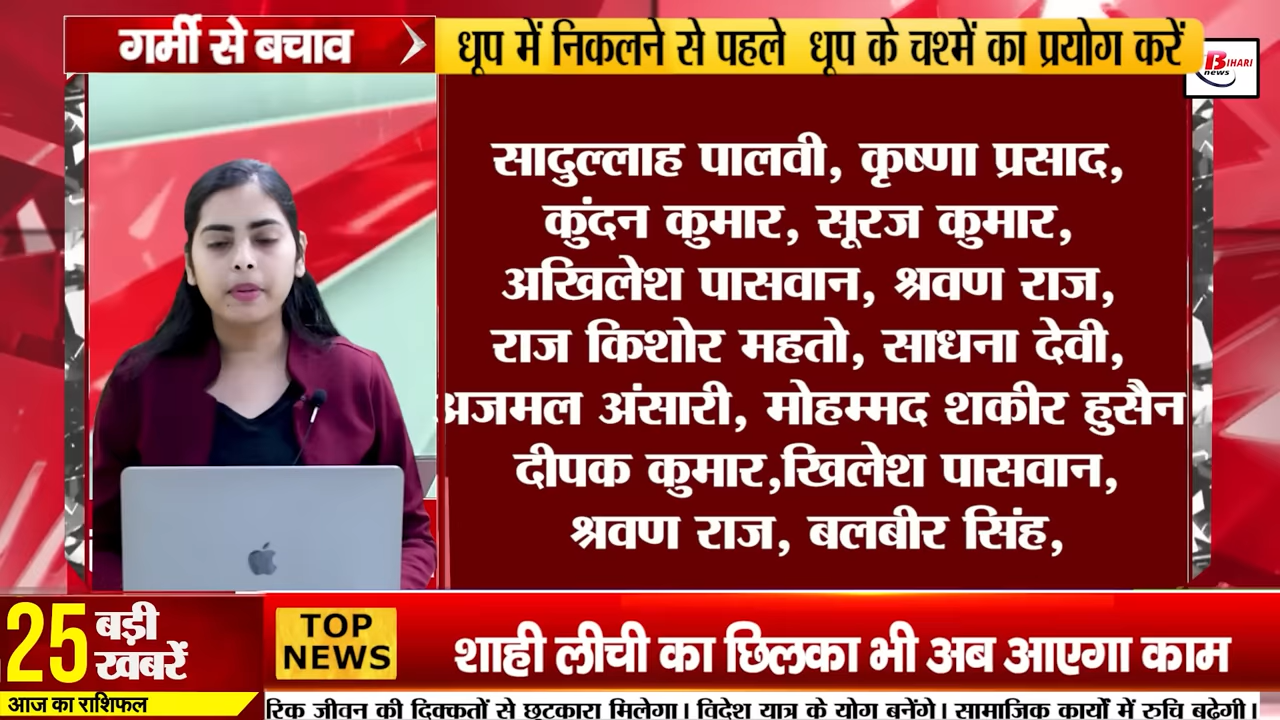 गर्मी से बचाव
धूप में निकलने से पहले धूप के चश्में का प्रयोग करें
BIHARI
news
सादुल्लाह पालवी, कृष्णा प्रसाद,
कुंदन कुमार, सूरज कुमार,
अखिलेश पासवान, श्रवण राज,
राज किशोर महतो, साधना देवी,
अजमल अंसारी, मोहम्मद शकीर हुसैन
दीपक कुमार,खिलेश पासवान,
श्रवण राज, बलबीर सिंह,
25 बड़ी
खबरें
TOP
NEWS
शाही लीची का छिलका भी अब आएगा काम
आज का राशिफल
रिक जीवन की दिक्कतों से छुटकारा मिलेगा। विदेश यात्र के योग बनेंगे। सामाजिक कार्यों में रुचि बढ़ेगी।